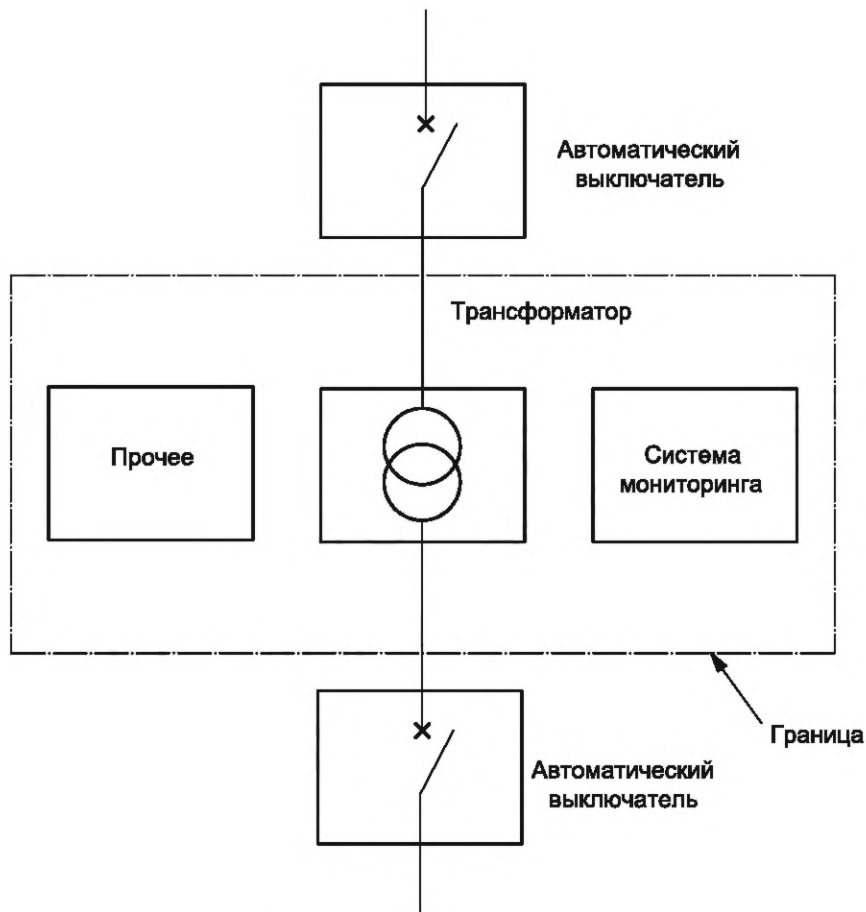 Автоматический
выключатель
Трансформатор
Прочее
Система
мониторинга
Граница
Автоматический
выключатель